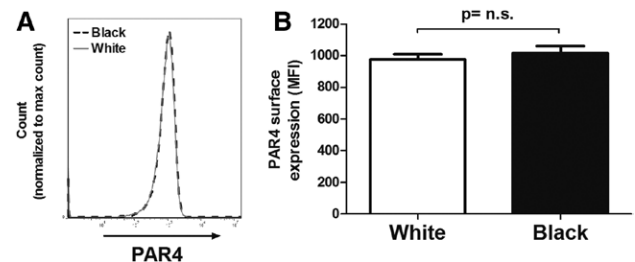 A
Black
White
Count
(normalized to max count)
PAR4
B
p= n.s.
PAR4 surface
expression (MFI)
1200
1000
800
600
400
200
0
White
Black